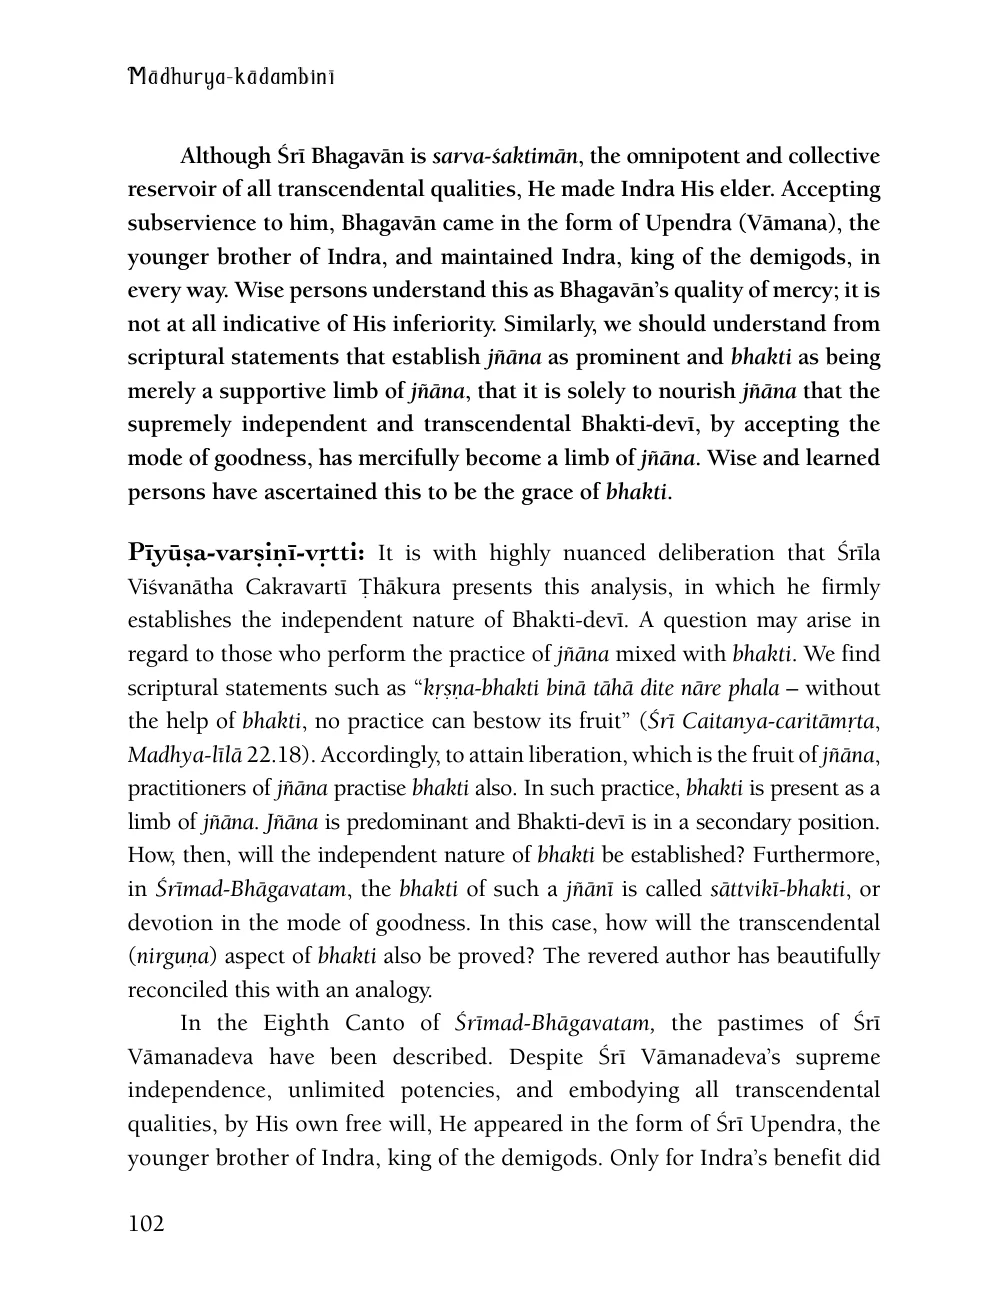 Mādhurya-kādambinī
Although Śrī Bhagavān is sarva-śaktimān, the omnipotent and collective
reservoir of all transcendental qualities, He made Indra His elder. Accepting
subservience to him, Bhagavān came in the form of Upendra (Vāmana), the
younger brother of Indra, and maintained Indra, king of the demigods, in
every way. Wise persons understand this as Bhagavān’s quality of mercy; it is
not at all indicative of His inferiority. Similarly, we should understand from
scriptural statements that establish jñāna as prominent and bhakti as being
merely a supportive limb of jñāna, that it is solely to nourish jñāna that the
supremely independent and transcendental Bhakti-devī, by accepting the
mode of goodness, has mercifully become a limb of jñāna. Wise and learned
persons have ascertained this to be the grace of bhakti.
Pīyūṣa-varṣiṇī-vṛtti: It is with highly nuanced deliberation that Śrīla
Viśvanātha Cakravartī Ṭhākura presents this analysis, in which he firmly
establishes the independent nature of Bhakti-devī. A question may arise in
regard to those who perform the practice of jñāna mixed with bhakti. We find
scriptural statements such as “kṛṣṇa-bhakti binā tāhā dite nāre phala – without
the help of bhakti, no practice can bestow its fruit” (Śrī Caitanya-caritāmṛta,
Madhya-līlā 22.18). Accordingly, to attain liberation, which is the fruit of jñāna,
practitioners of jñāna practise bhakti also. In such practice, bhakti is present as a
limb of jñāna. Jñāna is predominant and Bhakti-devī is in a secondary position.
How, then, will the independent nature of bhakti be established? Furthermore,
in Śrīmad-Bhāgavatam, the bhakti of such a jñānī is called sāttvikī-bhakti, or
devotion in the mode of goodness. In this case, how will the transcendental
(nirguṇa) aspect of bhakti also be proved? The revered author has beautifully
reconciled this with an analogy.
In the Eighth Canto of Śrīmad-Bhāgavatam, the pastimes of Śrī
Vāmanadeva have been described. Despite Śrī Vāmanadeva’s supreme
independence, unlimited potencies, and embodying all transcendental
qualities, by His own free will, He appeared in the form of Śrī Upendra, the
younger brother of Indra, king of the demigods. Only for Indra’s benefit did
102